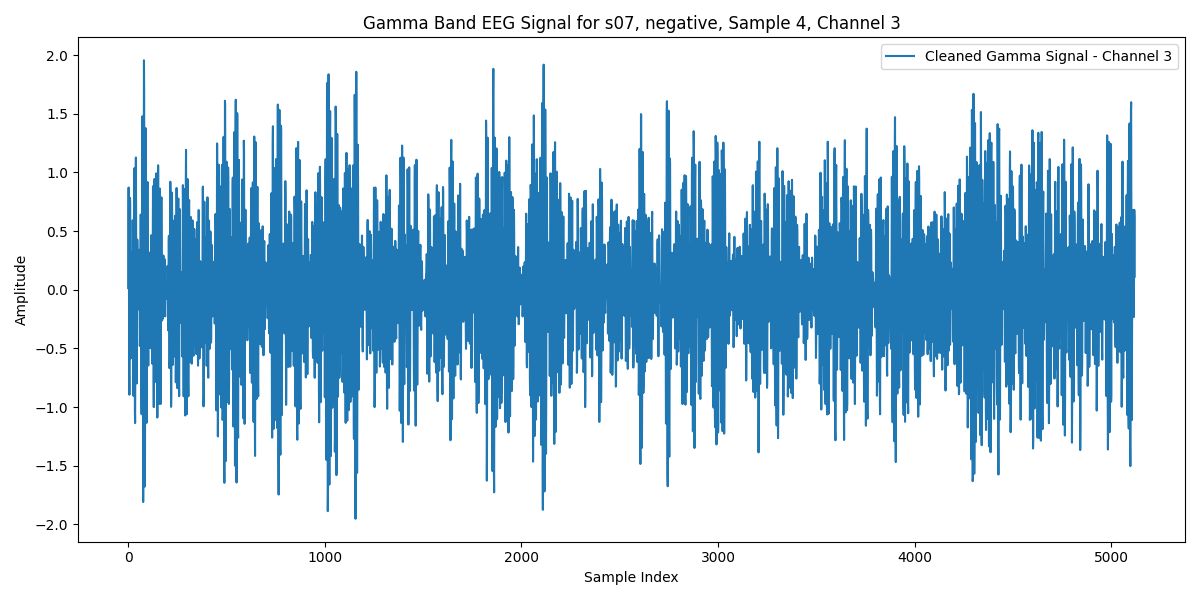 Gamma Band EEG Signal for s07, negative, Sample 4, Channel 3
Cleaned Gamma Signal - Channel 3
Amplitude
2.0
1.5
1.0
0.5
0.0
−0.5
−1.0
−1.5
−2.0
0 1000 2000 3000 4000 5000
Sample Index